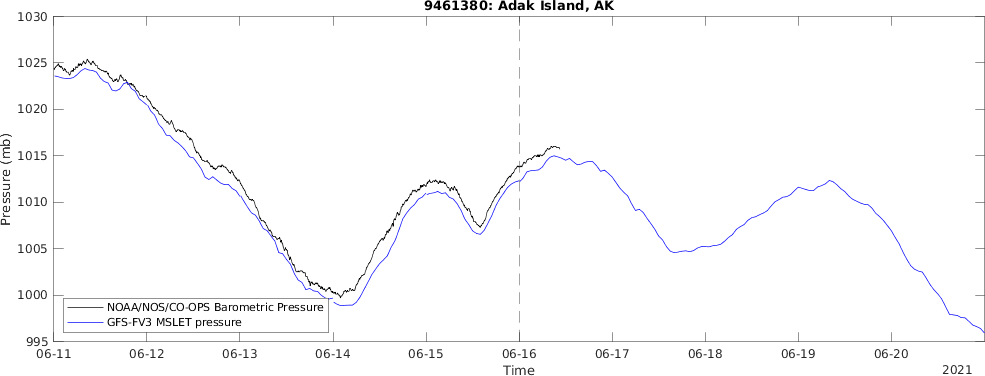 9461380: Adak Island, AK
1030
1025
1020
1015
1010
1005
1000
995
Pressure (mb)
NOAA/NOS/CO-OPS Barometric Pressure
GFS-FV3 MSLET pressure
06-11 06-12 06-13 06-14 06-15 06-16 06-17 06-18 06-19 06-20
Time
2021